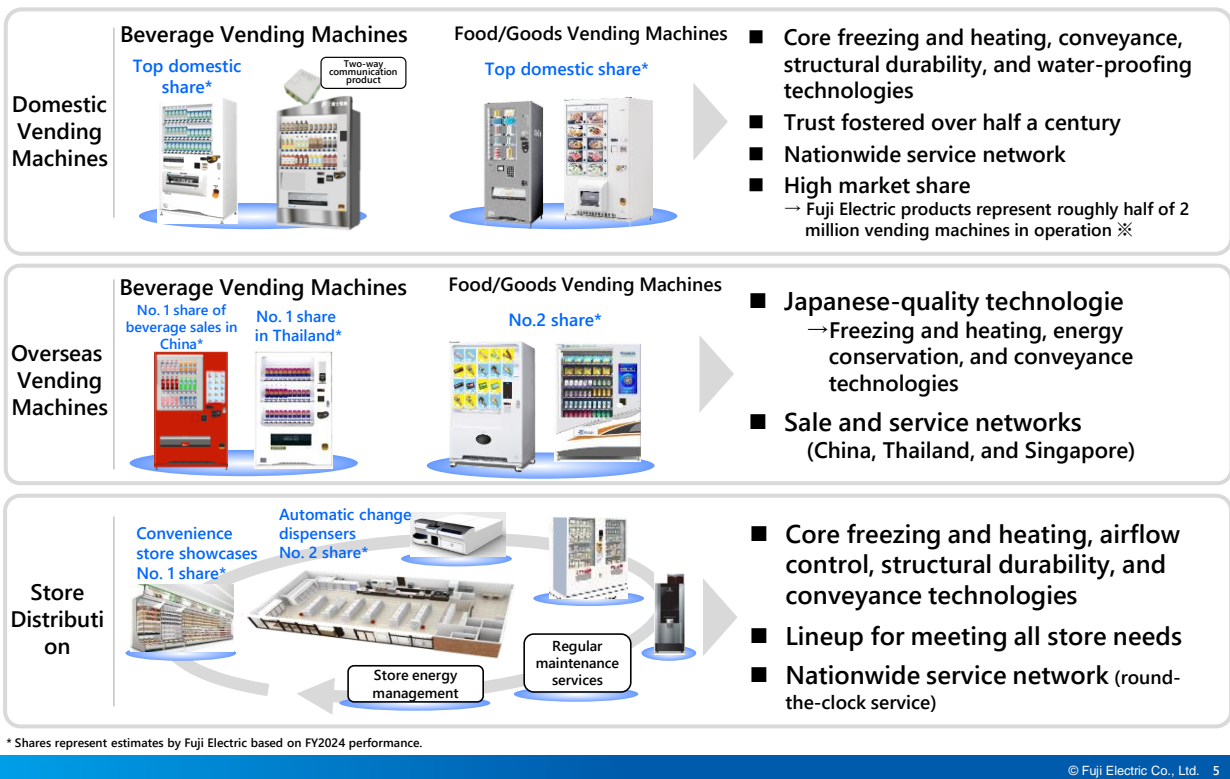 Domestic
Vending
Machines
Beverage Vending Machines
Top domestic
share*
Two-way
communication
product
Food/Goods Vending Machines
Top domestic share*
■ Core freezing and heating, conveyance,
structural durability, and water-proofing
technologies
■ Trust fostered over half a century
■ Nationwide service network
■ High market share
→ Fuji Electric products represent roughly half of 2
million vending machines in operation ※
Overseas
Vending
Machines
Beverage Vending Machines
No. 1 share of
beverage sales in
China*
No. 1 share
in Thailand*
Food/Goods Vending Machines
No.2 share*
■ Japanese-quality technologie
→Freezing and heating, energy
conservation, and conveyance
technologies
■ Sale and service networks
(China, Thailand, and Singapore)
Store
Distributi
on
Convenience
store showcases
No. 1 share*
Automatic change
dispensers
No. 2 share*
Regular
maintenance
services
Store energy
management
■ Core freezing and heating, airflow
control, structural durability, and
conveyance technologies
■ Lineup for meeting all store needs
■ Nationwide service network (round-
the-clock service)
* Shares represent estimates by Fuji Electric based on FY2024 performance.
© Fuji Electric Co., Ltd. 5